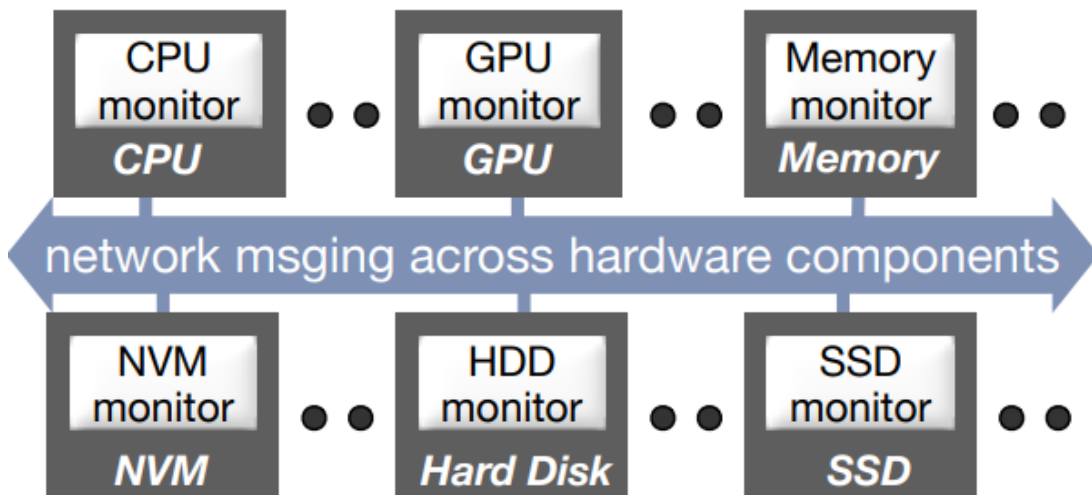 CPU
monitor
CPU
GPU
monitor
GPU
Memory
monitor
Memory
network msging across hardware components
NVM
monitor
NVM
HDD
monitor
Hard Disk
SSD
monitor
SSD